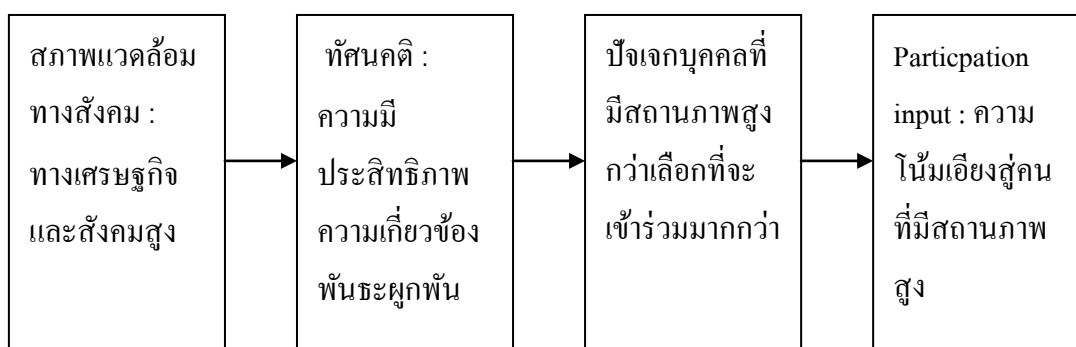 สภาพแวดล้อม
ทางสังคม :
ทางเศรษฐกิจ
และสังคมสูง
ทัศนคติ :
ความมี
ประสิทธิภาพ
ความเกี่ยวข้อง
พันธะผูกพัน
ปัจเจกบุคคลที่
มีสถานภาพสูง
กว่าเลือกที่จะ
เข้าร่วมมากกว่า
Particpation
input : ความ
โน้มเอียงสู่คน
ที่มีสถานภาพ
สูง